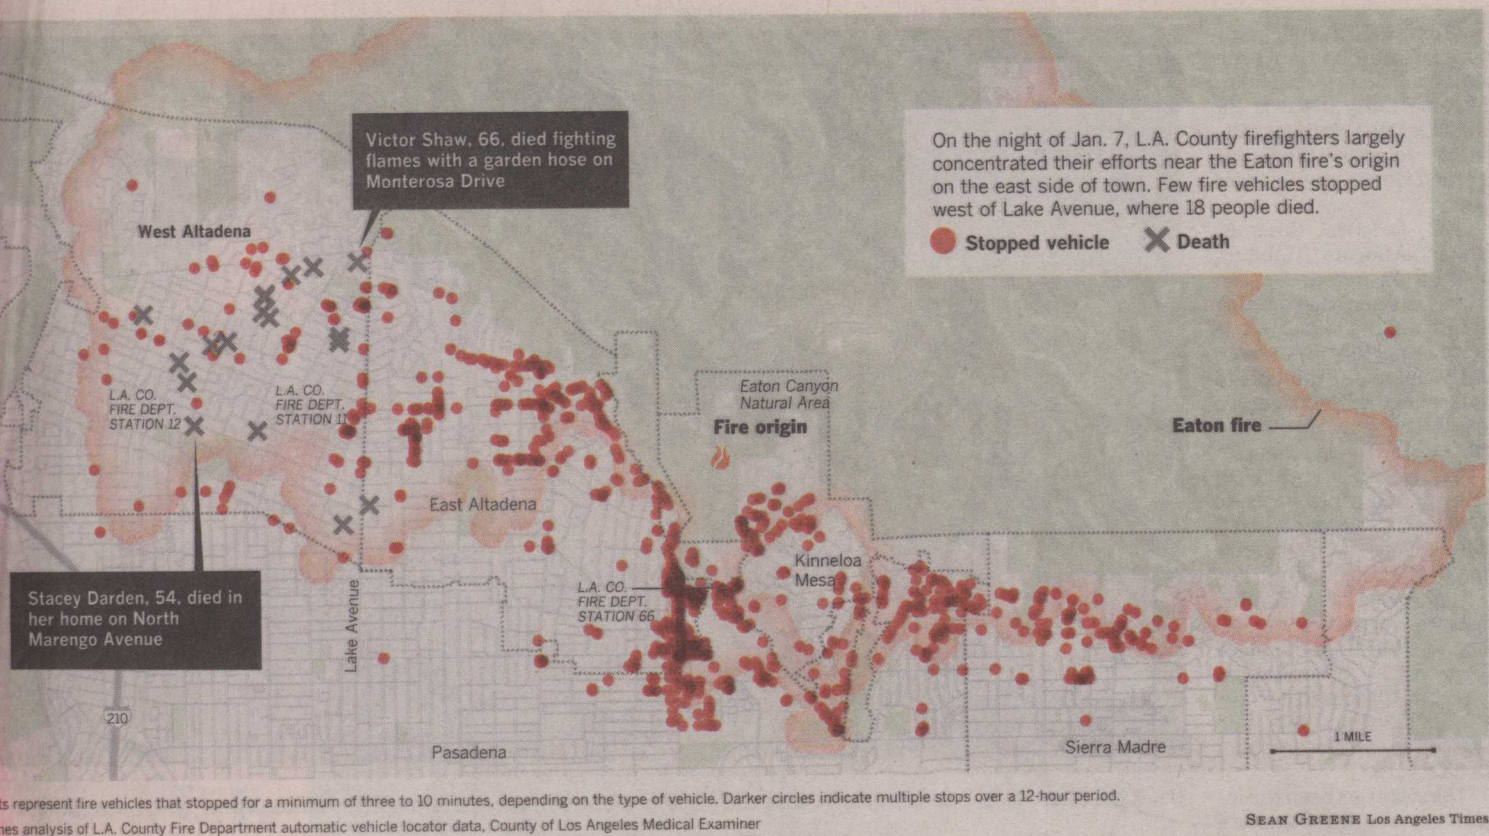 Victor Shaw, 66, died fighting
flames with a garden hose on
Monterosa Drive
On the night of Jan. 7, L.A. County firefighters largely
concentrated their efforts near the Eaton fire's origin
on the east side of town. Few fire vehicles stopped
west of Lake Avenue, where 18 people died.
Stopped vehicle
Death
West Altadena
L.A. CO.
FIRE DEPT.
STATION 12
L.A. CO.
FIRE DEPT.
STATION 11
Eaton Canyon
Natural Area
Fire origin
Eaton fire
East Altadena
Kinneloa
Mesa
L.A. CO.
FIRE DEPT.
STATION 66
Stacey Darden, 54, died in
her home on North
Marengo Avenue
Lake Avenue
210
Pasadena
Sierra Madre
1 MILE
represent fire vehicles that stopped for a minimum of three to 10 minutes, depending on the type of vehicle. Darker circles indicate multiple stops over a 12-hour period.
analysis of L.A. County Fire Department automatic vehicle locator data, County of Los Angeles Medical Examiner
SEAN GREENE Los Angeles Times